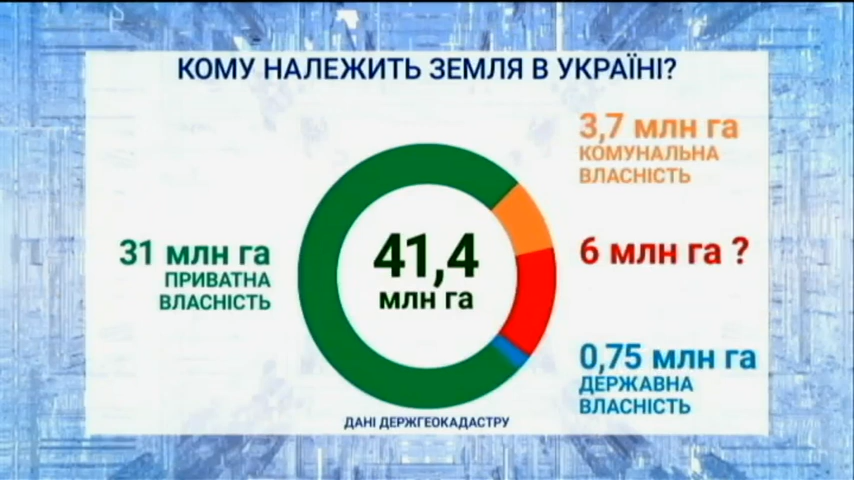 КОМУ НАЛЕЖИТЬ ЗЕМЛЯ В УКРАЇНІ?
3,7 млн га
КОМУНАЛЬНА
ВЛАСНІСТЬ
31 млн га
ПРИВАТНА
ВЛАСНІСТЬ
41,4
млн га
6 млн га ?
0,75 млн га
ДЕРЖАВНА
ВЛАСНІСТЬ
ДАНІ ДЕРЖГЕОКАДАСТРУ